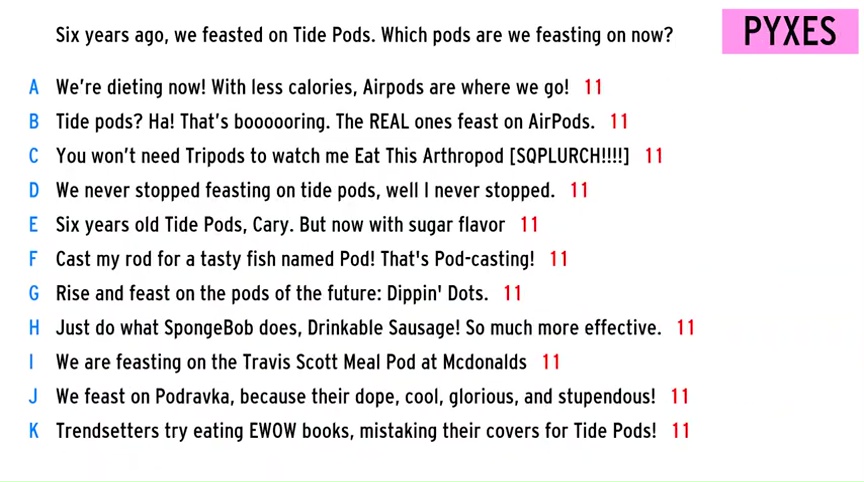 Six years ago, we feasted on Tide Pods. Which pods are we feasting on now?
PYXES
A We're dieting now! With less calories, Airpods are where we go! 11
B Tide pods? Ha! That's boooooring. The REAL ones feast on AirPods. 11
C You won't need Tripods to watch me Eat This Arthropod [SQPLURCH!!!!] 11
D We never stopped feasting on tide pods, well I never stopped. 11
E Six years old Tide Pods, Cary. But now with sugar flavor 11
F Cast my rod for a tasty fish named Pod! That's Pod-casting! 11
G Rise and feast on the pods of the future: Dippin' Dots. 11
H Just do what SpongeBob does, Drinkable Sausage! So much more effective. 11
I We are feasting on the Travis Scott Meal Pod at Mcdonalds 11
J We feast on Podravka, because their dope, cool, glorious, and stupendous! 11
K Trendsetters try eating EWOW books, mistaking their covers for Tide Pods! 11